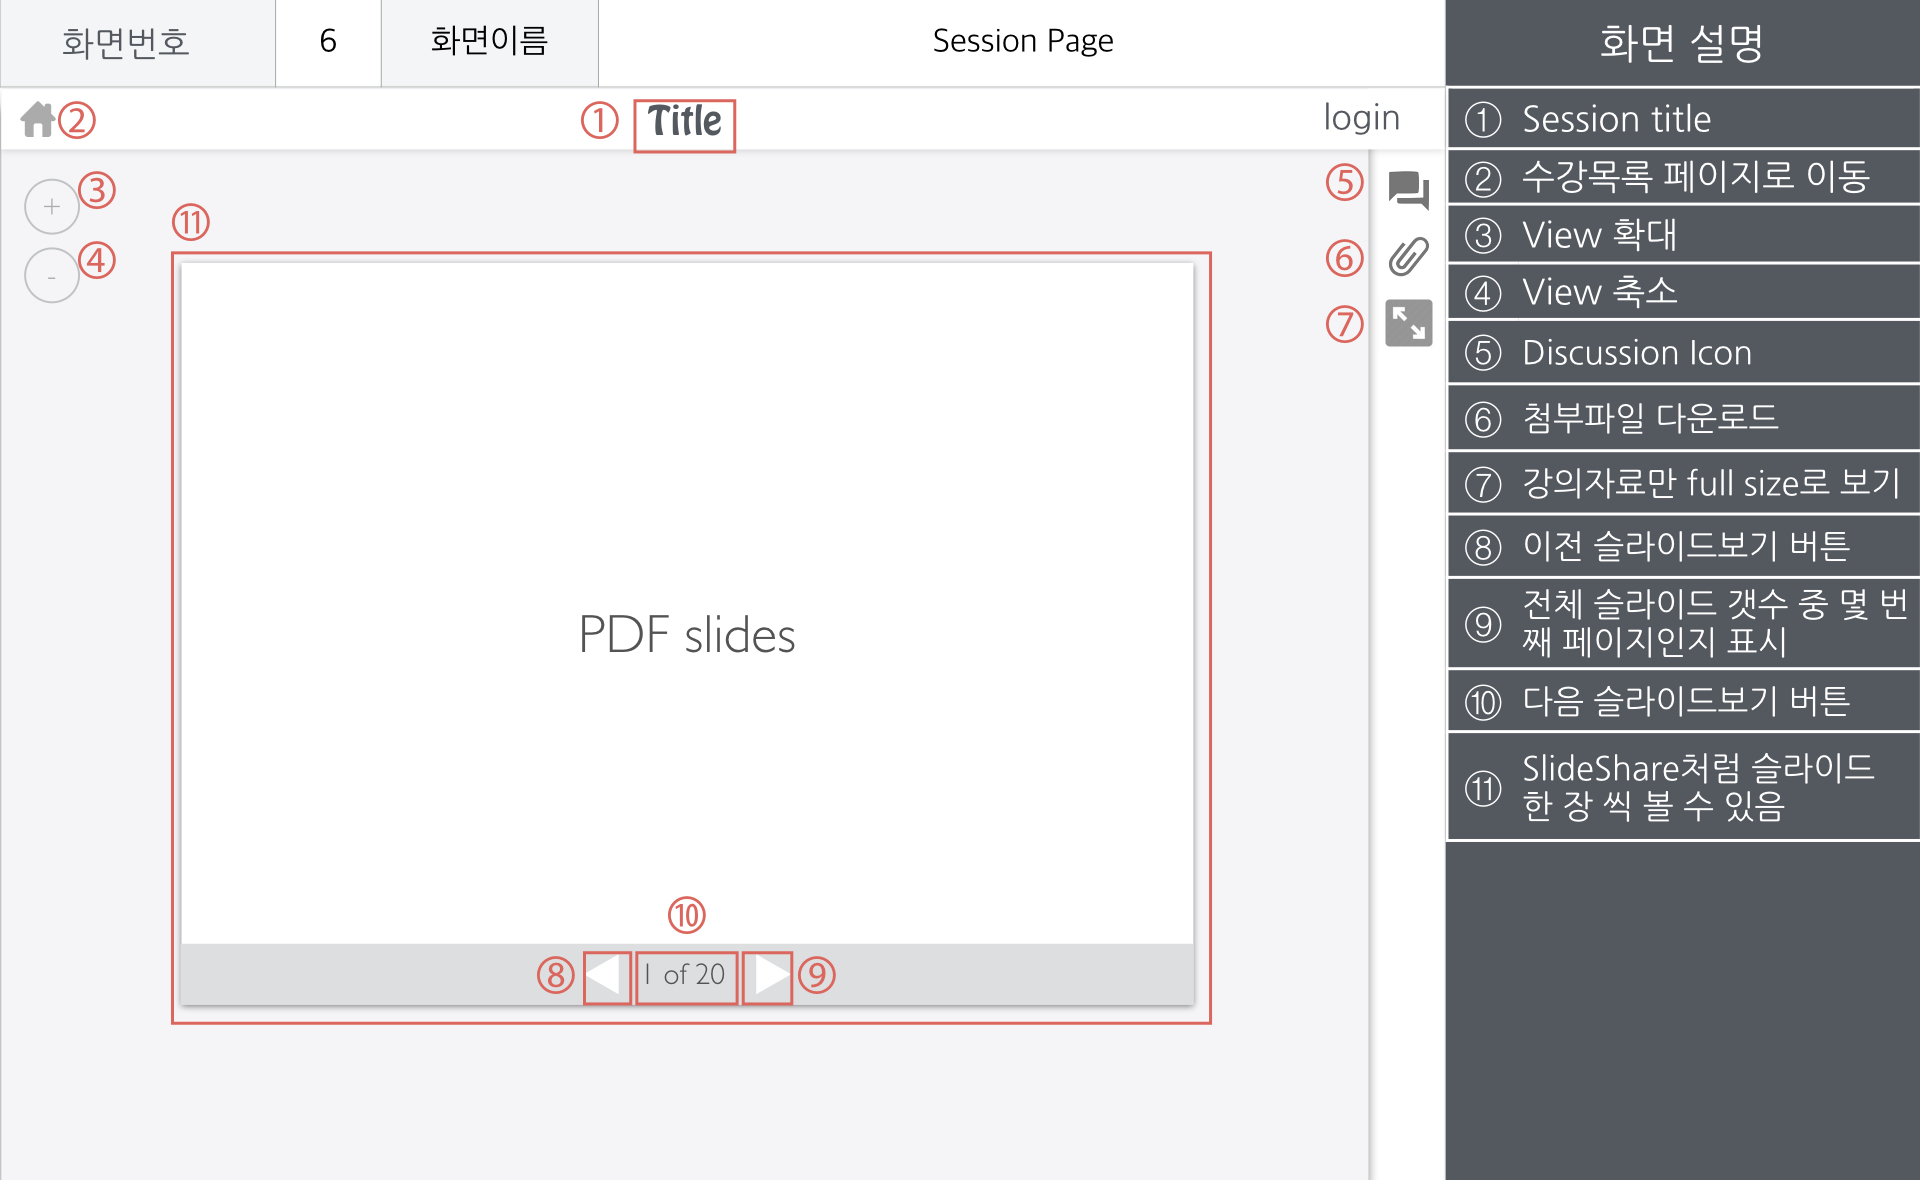 화면번호 6 화면이름 Session Page
② ① Title login
③ +
④ -
⑪
⑤
⑥
⑦
PDF slides
⑩
⑧ 1 of 20 ⑨
화면 설명
① Session title
② 수강목록 페이지로 이동
③ View 확대
④ View 축소
⑤ Discussion Icon
⑥ 첨부파일 다운로드
⑦ 강의자료만 full size로 보기
⑧ 이전 슬라이드보기 버튼
⑨ 전체 슬라이드 갯수 중 몇 번
째 페이지인지 표시
⑩ 다음 슬라이드보기 버튼
⑪ SlideShare처럼 슬라이드
한 장 씩 볼 수 있음